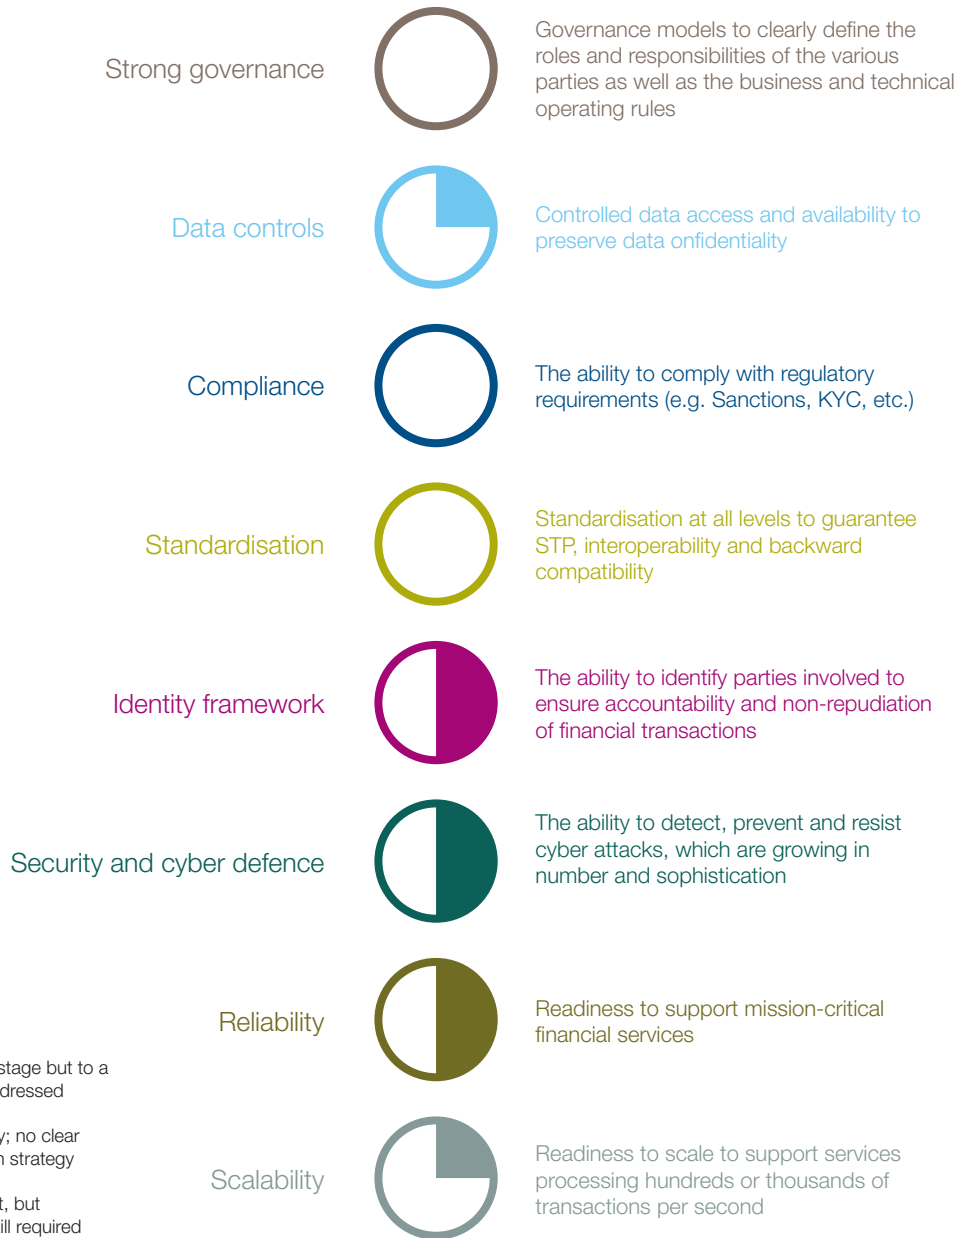 Strong governance
Governance models to clearly define the
roles and responsibilities of the various
parties as well as the business and technical
operating rules
Data controls
Controlled data access and availability to
preserve data onfidentiality
Compliance
The ability to comply with regulatory
requirements (e.g. Sanctions, KYC, etc.)
Standardisation
Standardisation at all levels to guarantee
STP, interoperability and backward
compatibility
Identity framework
The ability to identify parties involved to
ensure accountability and non-repudiation
of financial transactions
Security and cyber defence
The ability to detect, prevent and resist
cyber attacks, which are growing in
number and sophistication
Reliability
Readiness to support mission-critical
financial services
stage but to a
dressed
y; no clear
n strategy
t, but
ill required
Scalability
Readiness to scale to support services
processing hundreds or thousands of
transactions per second